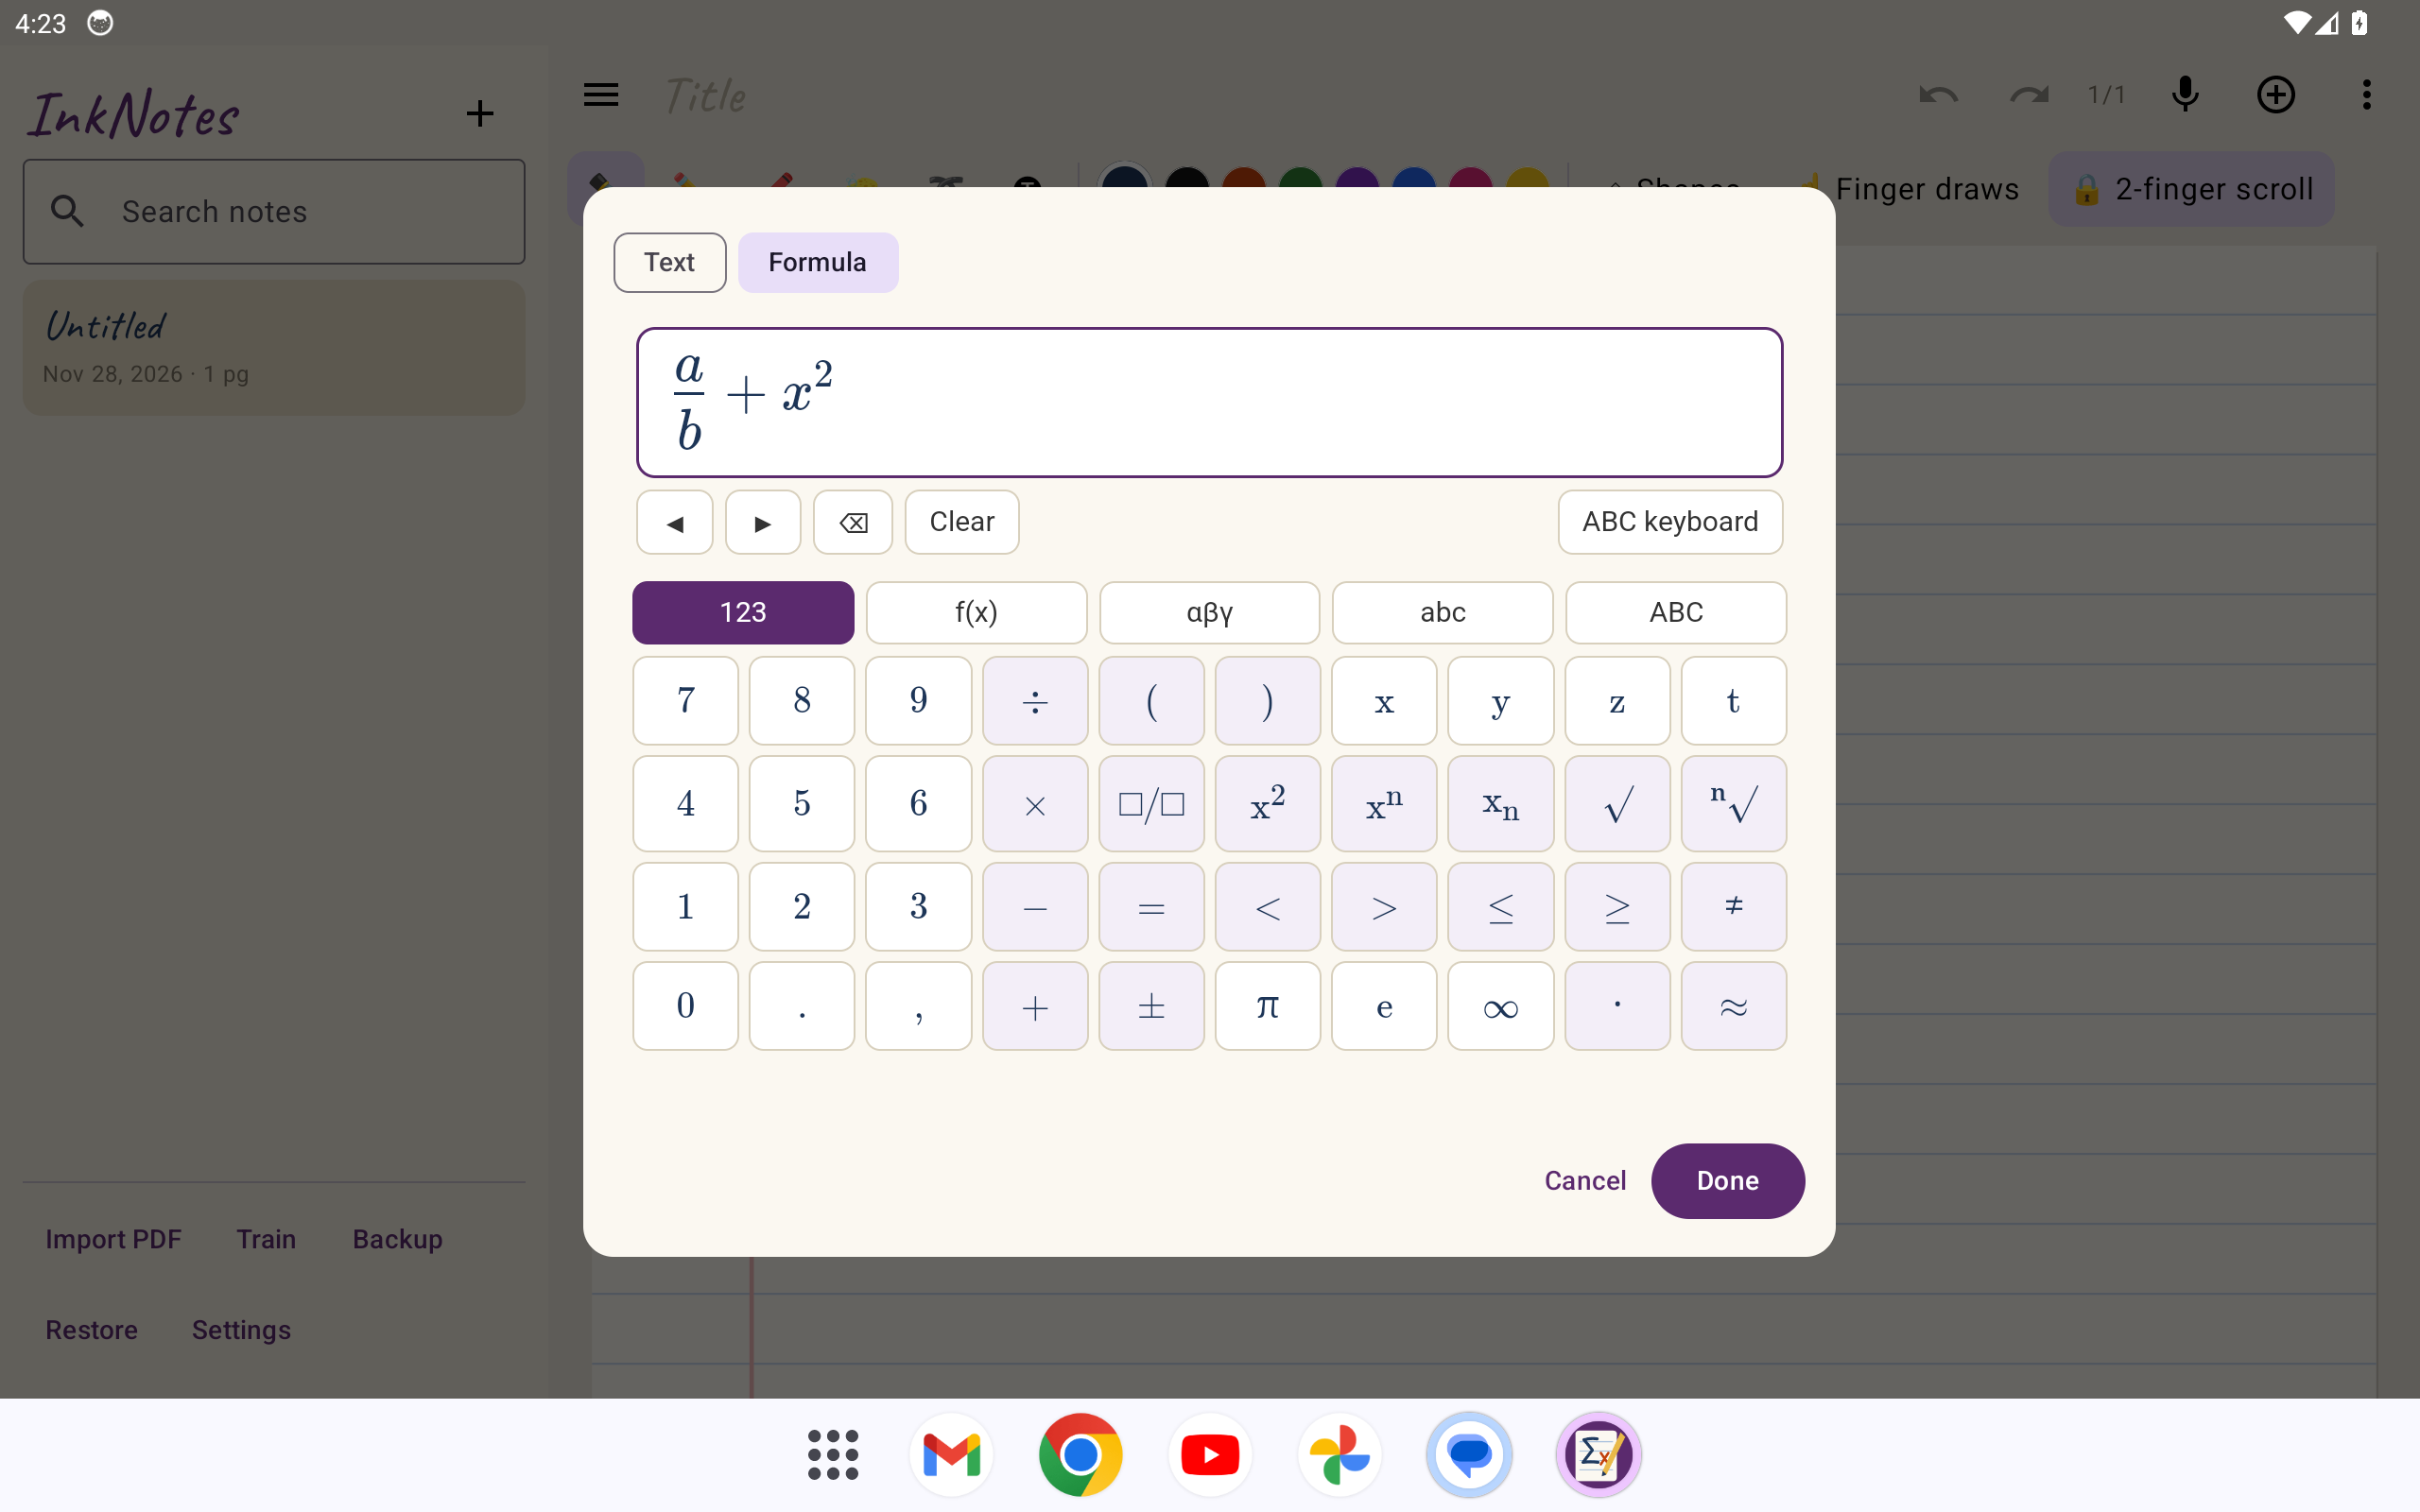 4:23
InkNotes
+
Title
1/1
Search notes
Shapes
Finger draws
2-finger scroll
Untitled
Nov 28, 2026 · 1 pg
Text
Formula
a/b + x²
◀ ▶ ⌫ Clear
ABC keyboard
123 f(x) αβγ abc ABC
7 8 9 ÷ ( ) x y z t
4 5 6 × □/□ x² xⁿ xₙ √ ⁿ√
1 2 3 − = < > ≤ ≥ ≠
0 . , + ± π e ∞ · ≈
Cancel
Done
Import PDF
Train
Backup
Restore
Settings